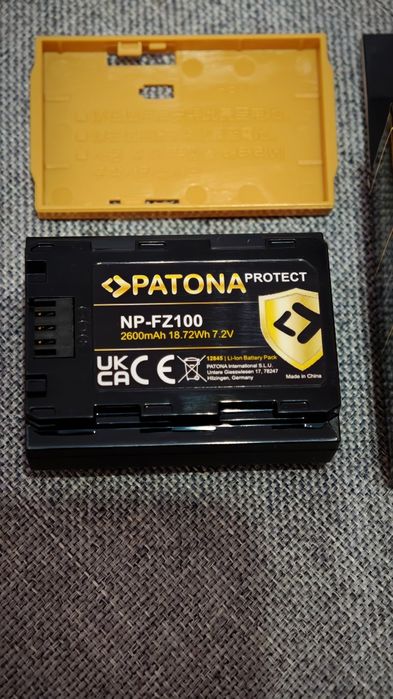 PATONA PROTECT
NP-FZ100
2600mAh 18.72Wh 7.2V
UK
CA CE
12845 | Li-Ion Battery Pack
PATONA International S.L.U.
Untere Giesswiesen 17, 78247
Hilzingen, Germany
Made in China